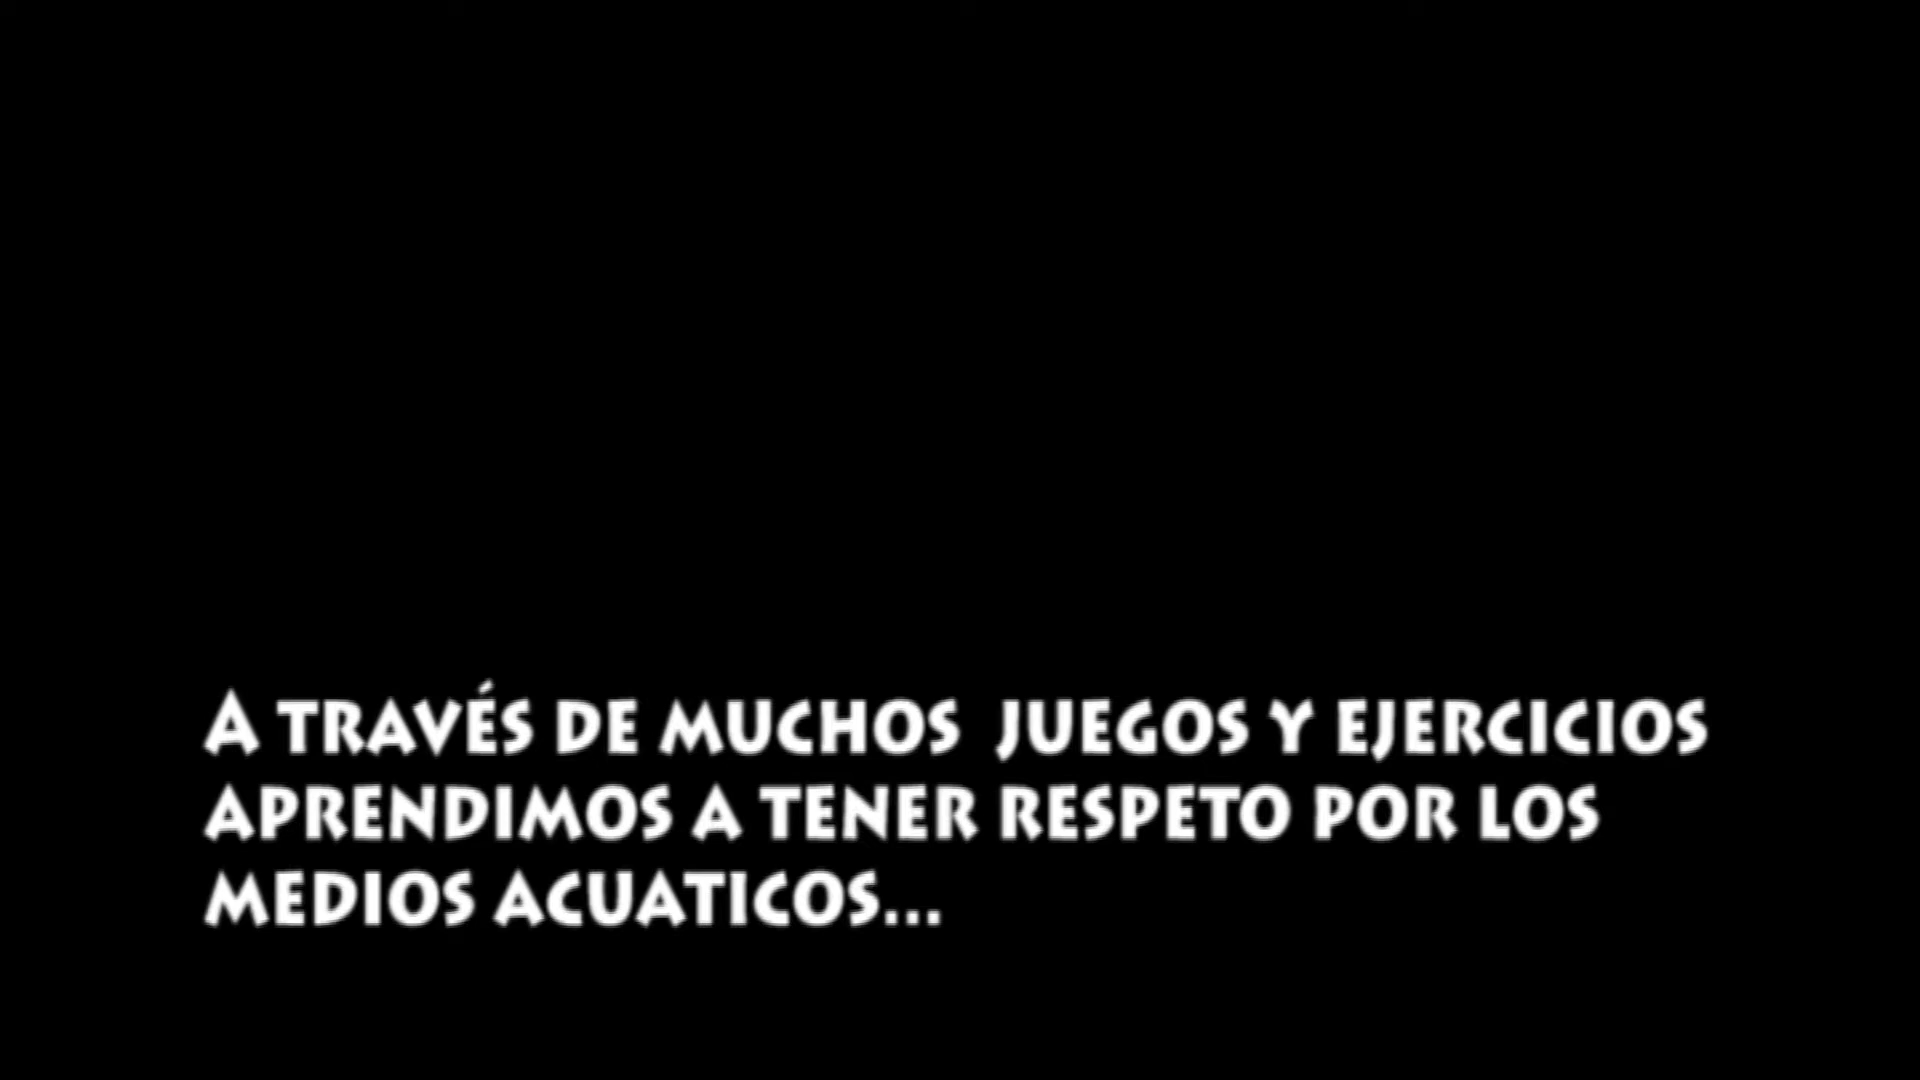 A TRAVÉS DE MUCHOS  JUEGOS Y EJERCICIOS
APRENDIMOS A TENER RESPETO POR LOS
MEDIOS ACUATICOS...